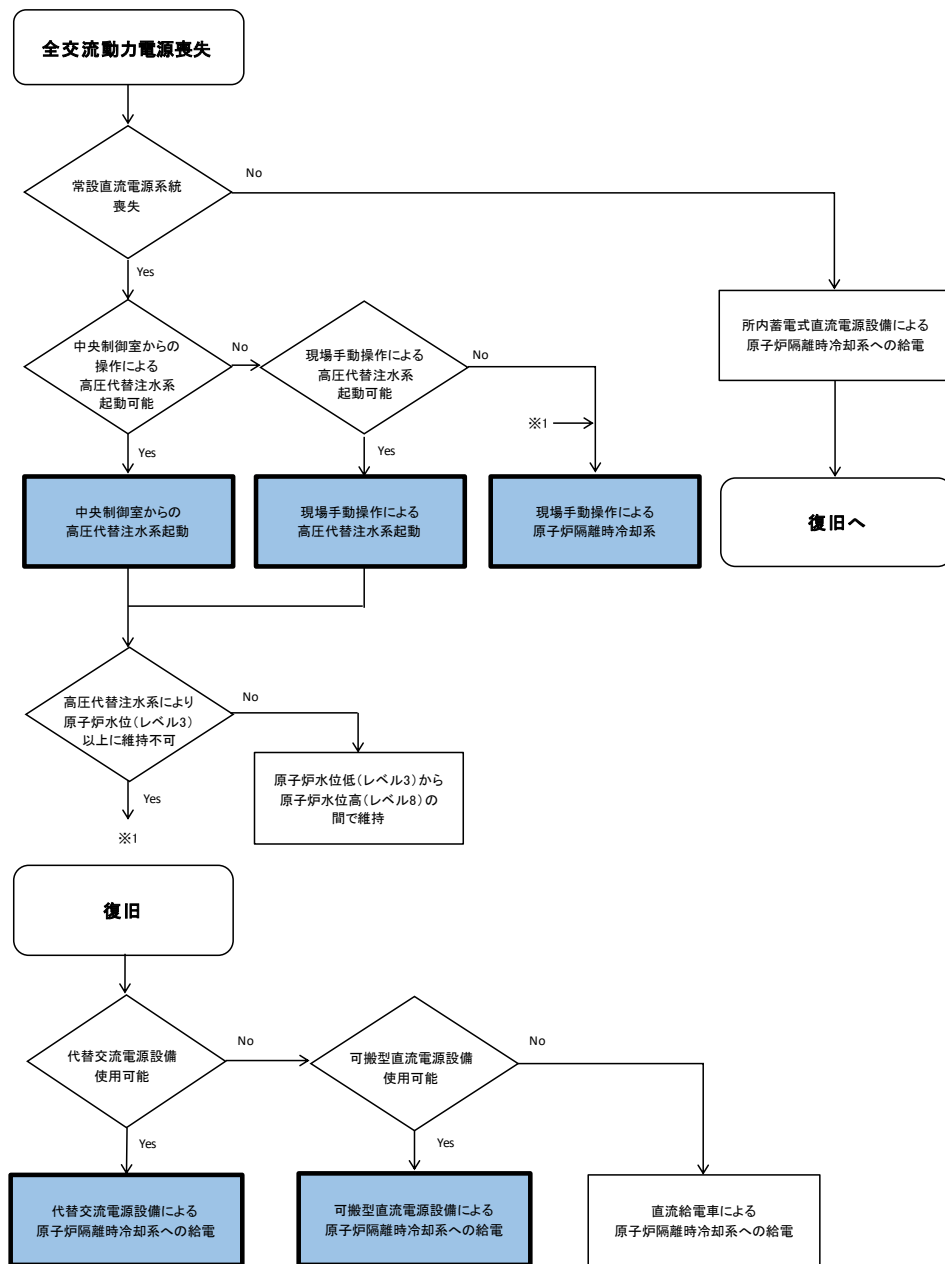 全交流動力電源喪失
常設直流電源系統
喪失
No
Yes
中央制御室からの
操作による
高圧代替注水系
起動可能
No
現場手動操作による
高圧代替注水系
起動可能
No
所内蓄電式直流電源設備による
原子炉隔離時冷却系への給電
※1
Yes
Yes
中央制御室からの
高圧代替注水系起動
現場手動操作による
高圧代替注水系起動
現場手動操作による
原子炉隔離時冷却系
復旧へ
高圧代替注水系により
原子炉水位(レベル3)
以上に維持不可
No
Yes
※1
原子炉水位低(レベル3)から
原子炉水位高(レベル8)の
間で維持
復旧
代替交流電源設備
使用可能
No
可搬型直流電源設備
使用可能
No
Yes
Yes
代替交流電源設備による
原子炉隔離時冷却系への給電
可搬型直流電源設備による
原子炉隔離時冷却系への給電
直流給電車による
原子炉隔離時冷却系への給電